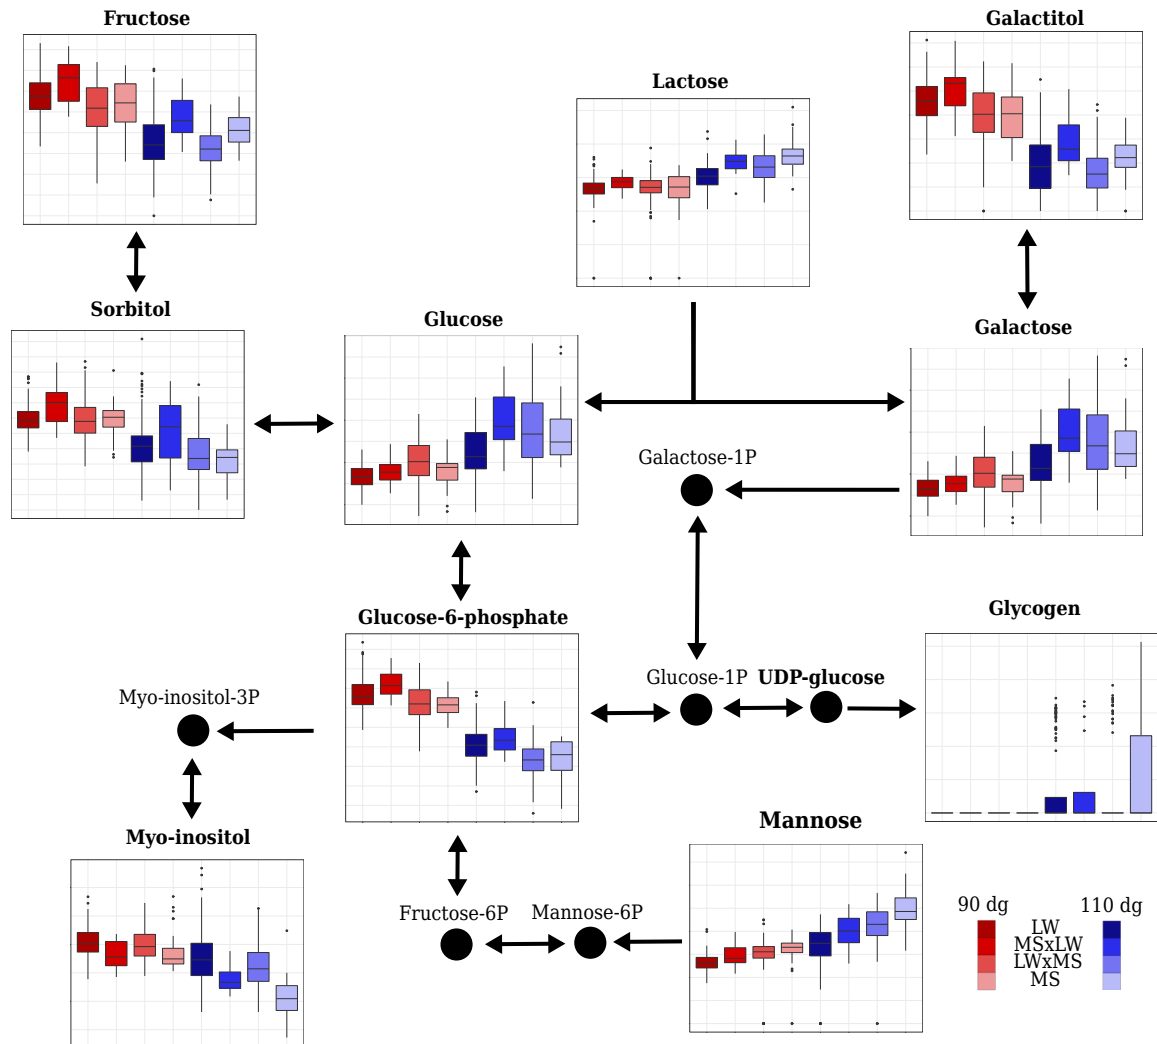 Fructose
Galactitol
Lactose
Sorbitol
Glucose
Galactose
Galactose-1P
Glucose-6-phosphate
Glycogen
Myo-inositol-3P
Glucose-1P UDP-glucose
Myo-inositol
Mannose
Fructose-6P Mannose-6P
90 dg 110 dg
LW
MSxLW
LWxMS
MS